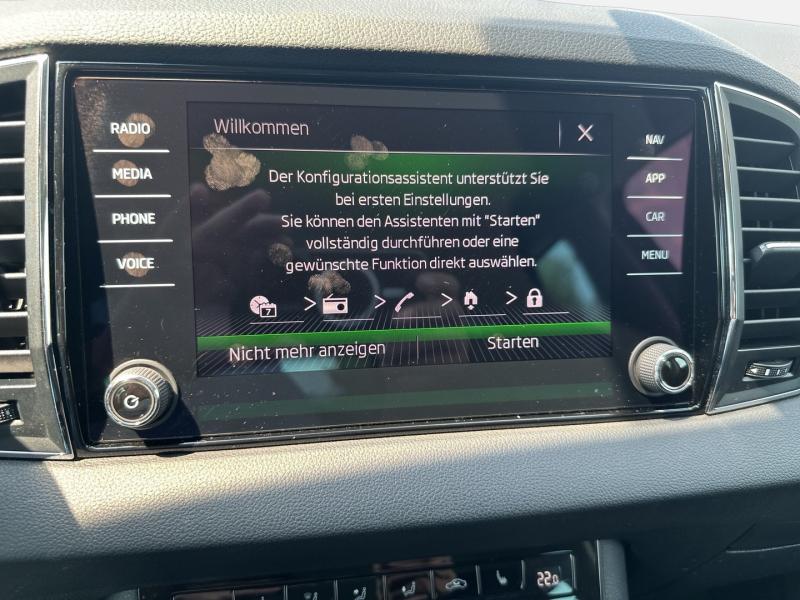 Willkommen
RADIO
MEDIA
PHONE
VOICE
Der Konfigurationsassistent unterstützt Sie
bei ersten Einstellungen.
Sie können den Assistenten mit "Starten"
vollständig durchführen oder eine
gewünschte Funktion direkt auswählen.
7
Nicht mehr anzeigen
Starten
NAV
APP
CAR
MENU
22.0